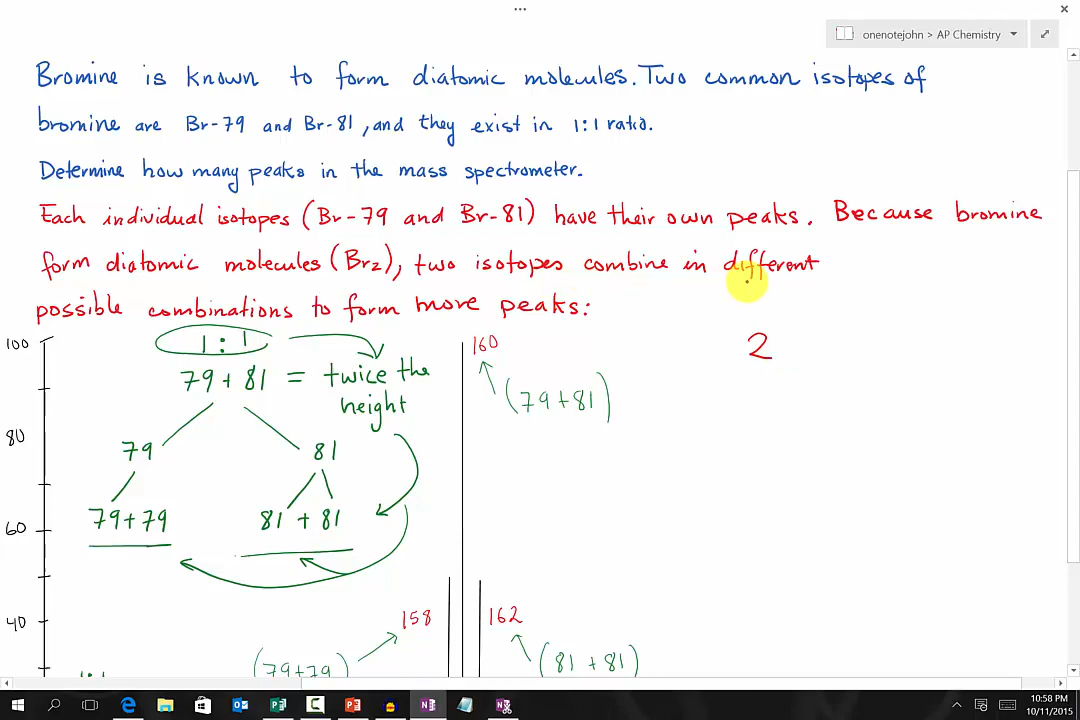 ...
onenotejohn > AP Chemistry
Bromine is known to form diatomic molecules. Two common isotopes of
bromine are Br-79 and Br-81, and they exist in 1:1 ratio.
Determine how many peaks in the mass spectrometer.
Each individual isotopes (Br-79 and Br-81) have their own peaks. Because bromine
form diatomic molecules (Br2), two isotopes combine in different
possible combinations to form more peaks:
100
1:1
160
2
79+81 = twice the
height
(79+81)
80
79
81
79+79
81 + 81
60
40
158
162
(79+79)
(81 + 81)
10:58 PM
10/11/2015